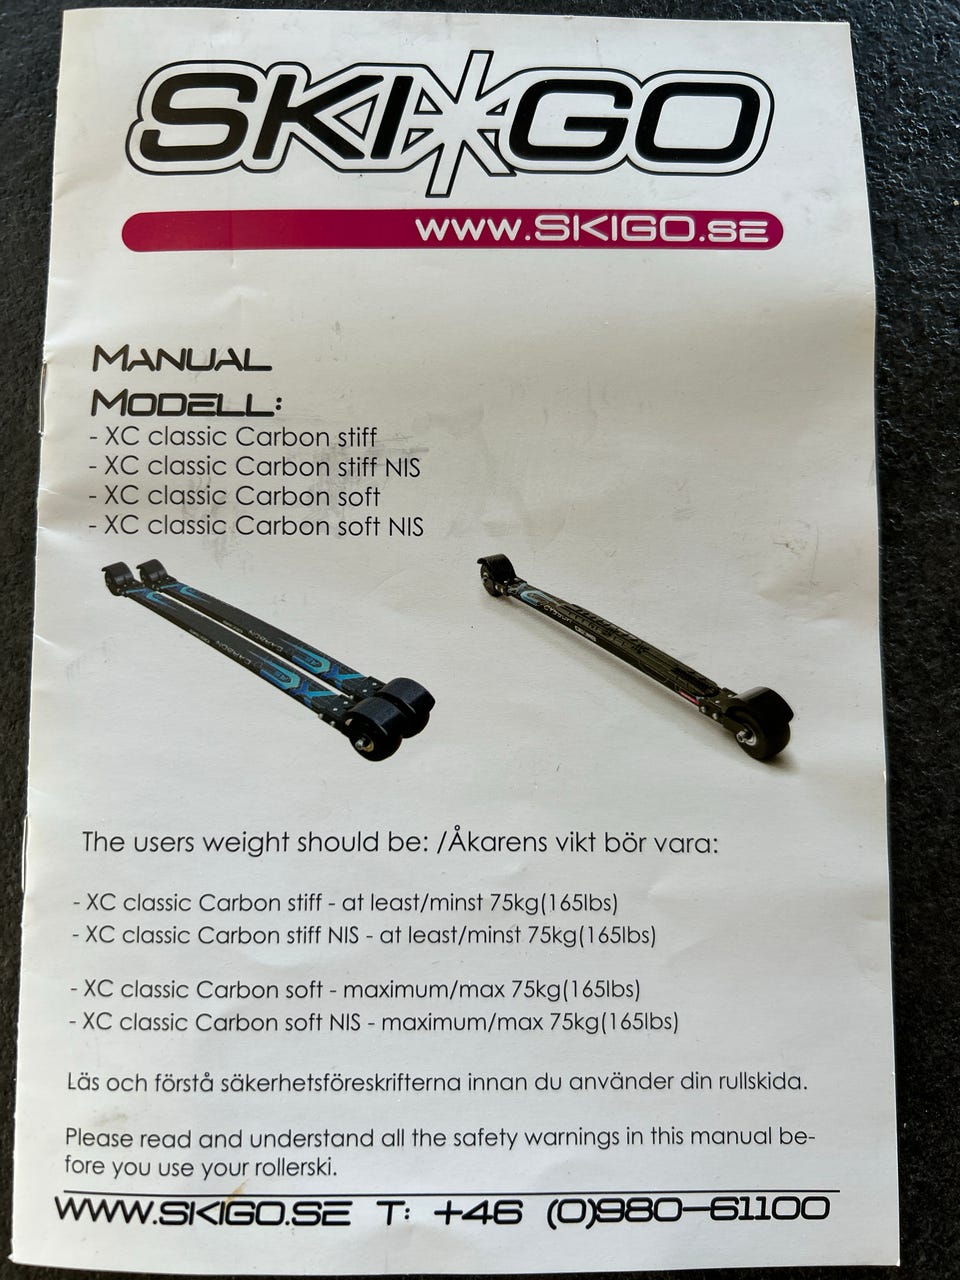 SKI*GO
www.SKIGO.SE
MANUAL
MODELL:
- XC classic Carbon stiff
- XC classic Carbon stiff NIS
- XC classic Carbon soft
- XC classic Carbon soft NIS
CARBON
CARBON
CARBON
The users weight should be: /Åkarens vikt bör vara:
- XC classic Carbon stiff - at least/minst 75kg(165lbs)
- XC classic Carbon stiff NIS - at least/minst 75kg(165lbs)
- XC classic Carbon soft - maximum/max 75kg(165lbs)
- XC classic Carbon soft NIS - maximum/max 75kg(165lbs)
Läs och förstå säkerhetsföreskrifterna innan du använder din rullskida.
Please read and understand all the safety warnings in this manual be-
fore you use your rollerski.
WWW.SKIGO.SE T: +46 (0)980-61100